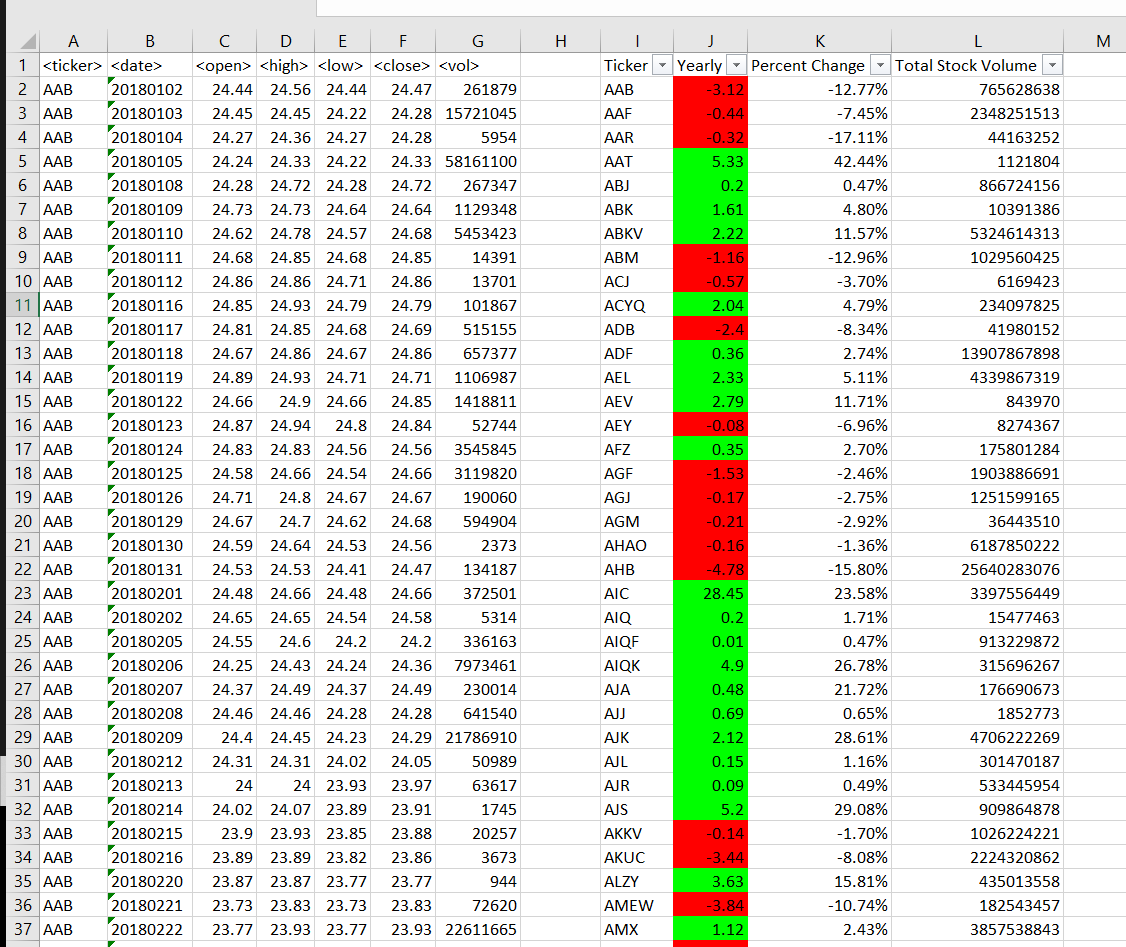 A B C D E F G H I J K L M
1 <ticker> <date> <open> <high> <low> <close> <vol> Ticker Yearly Percent Change Total Stock Volume
2 AAB 20180102 24.44 24.56 24.44 24.47 261879 AAB -3.12 -12.77% 765628638
3 AAB 20180103 24.45 24.45 24.22 24.28 15721045 AAF -0.44 -7.45% 2348251513
4 AAB 20180104 24.27 24.36 24.27 24.28 5954 AAR -0.32 -17.11% 44163252
5 AAB 20180105 24.24 24.33 24.22 24.33 58161100 AAT 5.33 42.44% 1121804
6 AAB 20180108 24.28 24.72 24.28 24.72 267347 ABJ 0.2 0.47% 866724156
7 AAB 20180109 24.73 24.73 24.64 24.64 1129348 ABK 1.61 4.80% 10391386
8 AAB 20180110 24.62 24.78 24.57 24.68 5453423 ABKV 2.22 11.57% 5324614313
9 AAB 20180111 24.68 24.85 24.68 24.85 14391 ABM -1.16 -12.96% 1029560425
10 AAB 20180112 24.86 24.86 24.71 24.86 13701 ACJ -0.57 -3.70% 6169423
11 AAB 20180116 24.85 24.93 24.79 24.79 101867 ACYQ 2.04 4.79% 234097825
12 AAB 20180117 24.81 24.85 24.68 24.69 515155 ADB -2.4 -8.34% 41980152
13 AAB 20180118 24.67 24.86 24.67 24.86 657377 ADF 0.36 2.74% 13907867898
14 AAB 20180119 24.89 24.93 24.71 24.71 1106987 AEL 2.33 5.11% 4339867319
15 AAB 20180122 24.66 24.9 24.66 24.85 1418811 AEV 2.79 11.71% 843970
16 AAB 20180123 24.87 24.94 24.8 24.84 52744 AEY -0.08 -6.96% 8274367
17 AAB 20180124 24.83 24.83 24.56 24.56 3545845 AFZ 0.35 2.70% 175801284
18 AAB 20180125 24.58 24.66 24.54 24.66 3119820 AGF -1.53 -2.46% 1903886691
19 AAB 20180126 24.71 24.8 24.67 24.67 190060 AGJ -0.17 -2.75% 1251599165
20 AAB 20180129 24.67 24.7 24.62 24.68 594904 AGM -0.21 -2.92% 36443510
21 AAB 20180130 24.59 24.64 24.53 24.56 2373 AHAO -0.16 -1.36% 6187850222
22 AAB 20180131 24.53 24.53 24.41 24.47 134187 AHB -4.78 -15.80% 25640283076
23 AAB 20180201 24.48 24.66 24.48 24.66 372501 AIC 28.45 23.58% 3397556449
24 AAB 20180202 24.65 24.65 24.54 24.58 5314 AIQ 0.2 1.71% 15477463
25 AAB 20180205 24.55 24.6 24.2 24.2 336163 AIQF 0.01 0.47% 913229872
26 AAB 20180206 24.25 24.43 24.24 24.36 7973461 AIQK 4.9 26.78% 315696267
27 AAB 20180207 24.37 24.49 24.37 24.49 230014 AJA 0.48 21.72% 176690673
28 AAB 20180208 24.46 24.46 24.28 24.28 641540 AJJ 0.69 0.65% 1852773
29 AAB 20180209 24.4 24.45 24.23 24.29 21786910 AJK 2.12 28.61% 4706222269
30 AAB 20180212 24.31 24.31 24.02 24.05 50989 AJL 0.15 1.16% 301470187
31 AAB 20180213 24 24 23.93 23.97 63617 AJR 0.09 0.49% 533445954
32 AAB 20180214 24.02 24.07 23.89 23.91 1745 AJS 5.2 29.08% 909864878
33 AAB 20180215 23.9 23.93 23.85 23.88 20257 AKKV -0.14 -1.70% 1026224221
34 AAB 20180216 23.89 23.89 23.82 23.86 3673 AKUC -3.44 -8.08% 2224320862
35 AAB 20180220 23.87 23.87 23.77 23.77 944 ALZY 3.63 15.81% 435013558
36 AAB 20180221 23.73 23.83 23.73 23.83 72620 AMEW -3.84 -10.74% 182543457
37 AAB 20180222 23.77 23.93 23.77 23.93 22611665 AMX 1.12 2.43% 3857538843